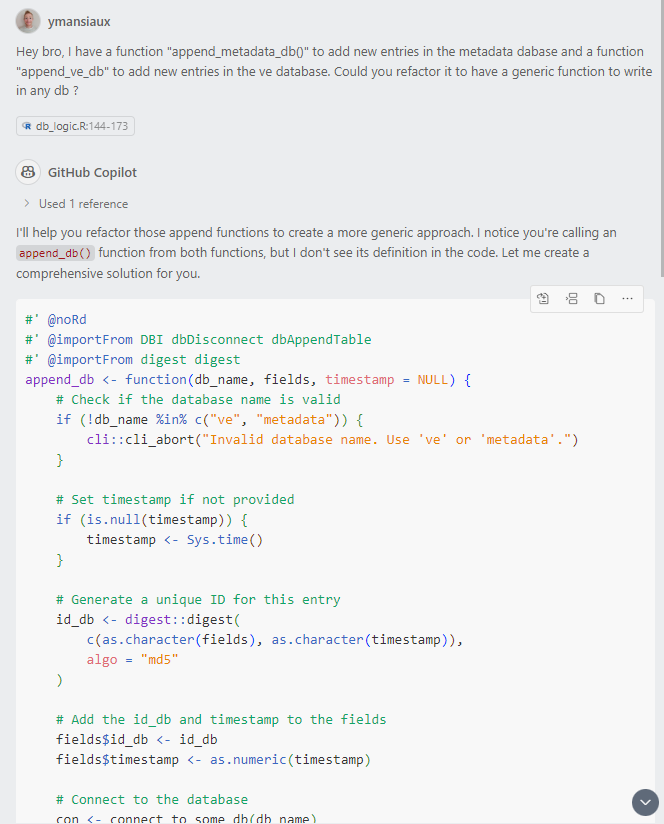 ymansiaux
Hey bro, I have a function "append_metadata_db()" to add new entries in the metadata dabase and a function
"append_ve_db" to add new entries in the ve database. Could you refactor it to have a generic function to write
in any db ?
db_logic.R:144-173
GitHub Copilot
Used 1 reference
I'll help you refactor those append functions to create a more generic approach. I notice you're calling an
append_db() function from both functions, but I don't see its definition in the code. Let me create a
comprehensive solution for you.
#' @noRd
#' @importFrom DBI dbDisconnect dbAppendTable
#' @importFrom digest digest
append_db <- function(db_name, fields, timestamp = NULL) {
    # Check if the database name is valid
    if (!db_name %in% c("ve", "metadata")) {
        cli::cli_abort("Invalid database name. Use 've' or 'metadata'.")
    }
    # Set timestamp if not provided
    if (is.null(timestamp)) {
        timestamp <- Sys.time()
    }
    # Generate a unique ID for this entry
    id_db <- digest::digest(
        c(as.character(fields), as.character(timestamp)),
        algo = "md5"
    )
    # Add the id_db and timestamp to the fields
    fields$id_db <- id_db
    fields$timestamp <- as.numeric(timestamp)
    # Connect to the database
    con <- connect_to_some_db(db_name)